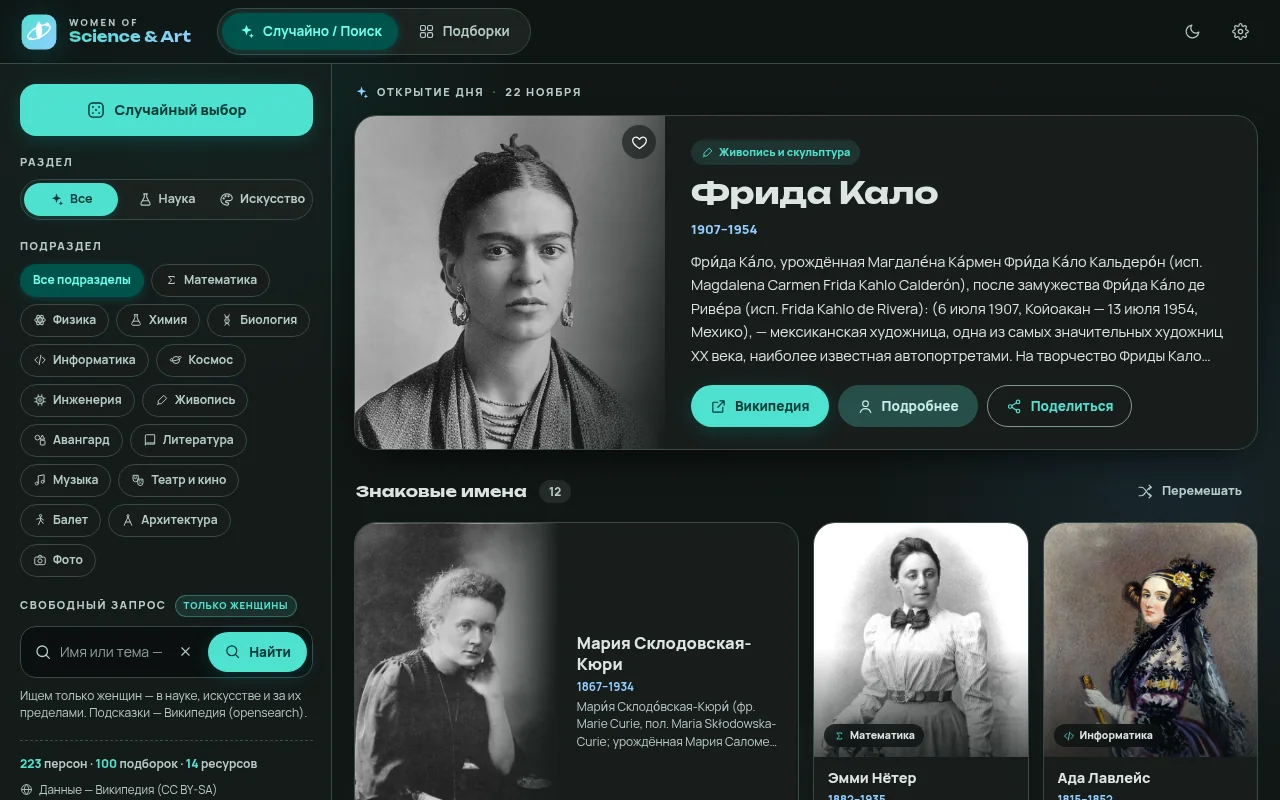 WOMEN OF
Science & Art
Случайно / Поиск
Подборки
Случайный выбор
РАЗДЕЛ
Все
Наука
Искусство
ПОДРАЗДЕЛ
Все подразделы
Математика
Физика
Химия
Биология
Информатика
Космос
Инженерия
Живопись
Авангард
Литература
Музыка
Театр и кино
Балет
Архитектура
Фото
СВОБОДНЫЙ ЗАПРОС
ТОЛЬКО ЖЕНЩИНЫ
Имя или тема —
Найти
Ищем только женщин — в науке, искусстве и за их
пределами. Подсказки — Википедия (opensearch).
223 персон · 100 подборок · 14 ресурсов
Данные — Википедия (CC BY-SA)
ОТКРЫТИЕ ДНЯ · 22 НОЯБРЯ
Живопись и скульптура
Фрида Кало
1907–1954
Фри́да Ка́ло, урождённая Магдале́на Ка́рмен Фри́да Ка́ло Кальдеро́н (исп.
Magdalena Carmen Frida Kahlo Calderón), после замужества Фри́да Ка́ло де
Риве́ра (исп. Frida Kahlo de Rivera): (6 июля 1907, Койоакан — 13 июля 1954,
Мехико), — мексиканская художница, одна из самых значительных художниц
XX века, наиболее известная автопортретами. На творчество Фриды Кало…
Википедия
Подробнее
Поделиться
Знаковые имена
12
Перемешать
Мария Склодовская-
Кюри
1867–1934
Мари́я Склодо́вская-Кюри́ (фр.
Marie Curie, пол. Maria Skłodowska-
Curie; урождённая Мария Саломе…
Математика
Эмми Нётер
1882–1935
Информатика
Ада Лавлейс
1815–1852